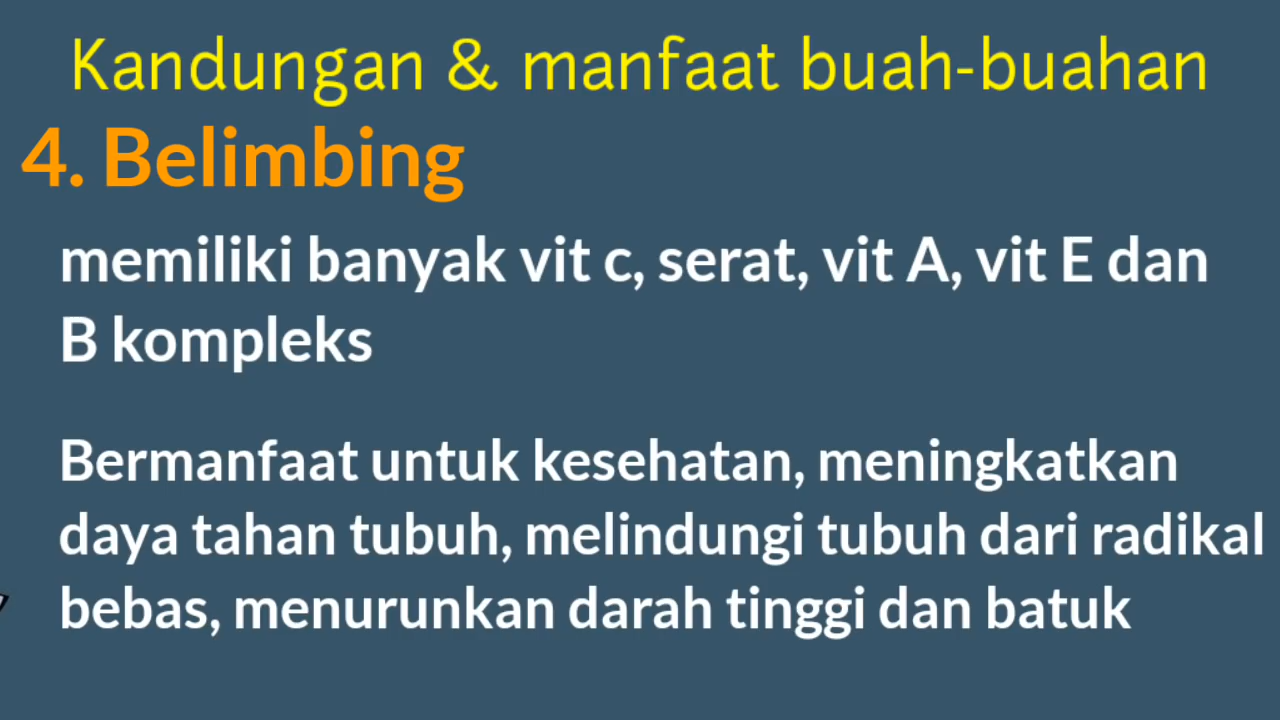 Kandungan & manfaat buah-buahan
4. Belimbing
memiliki banyak vit c, serat, vit A, vit E dan
B kompleks
Bermanfaat untuk kesehatan, meningkatkan
daya tahan tubuh, melindungi tubuh dari radikal
bebas, menurunkan darah tinggi dan batuk